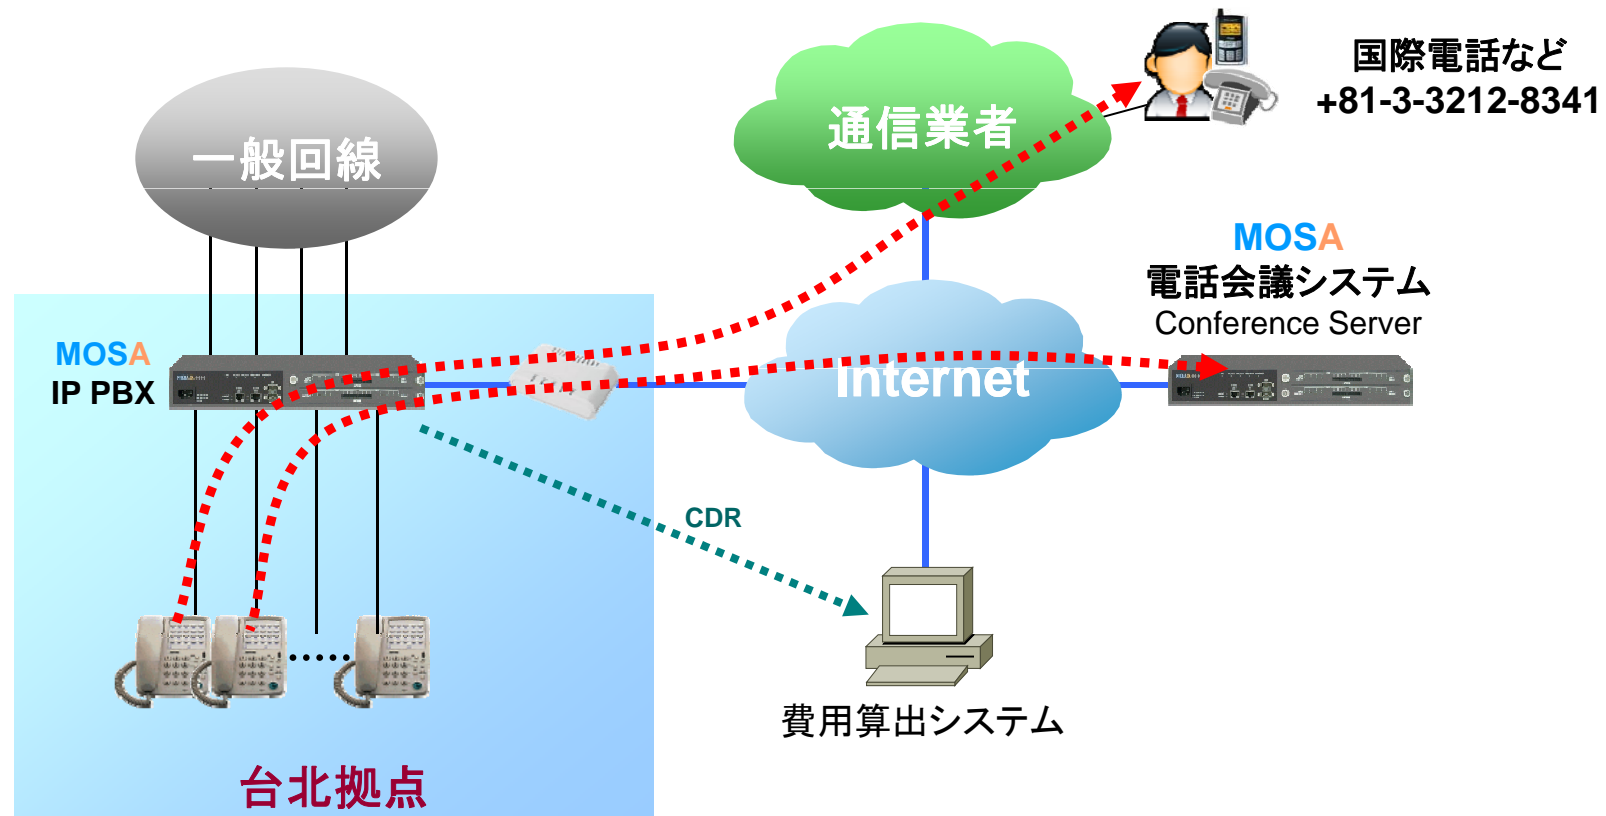 国際電話など
+81-3-3212-8341
通信業者
一般回線
MOSA
電話会議システム
Conference Server
MOSA
IP PBX
Internet
CDR
費用算出システム
台北拠点